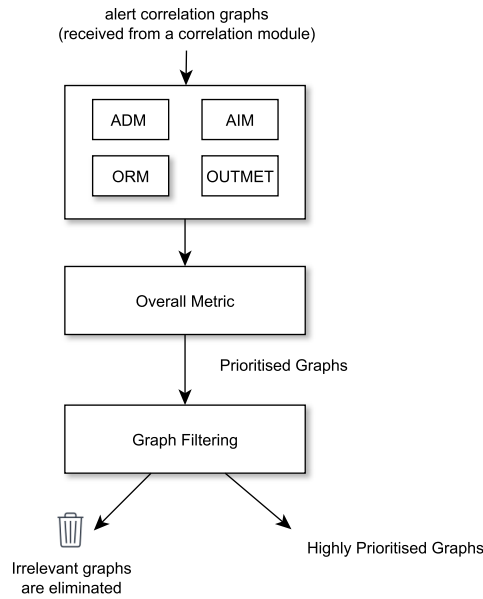 alert correlation graphs
(received from a correlation module)
ADM
AIM
ORM
OUTMET
Overall Metric
Prioritised Graphs
Graph Filtering
Irrelevant graphs
are eliminated
Highly Prioritised Graphs